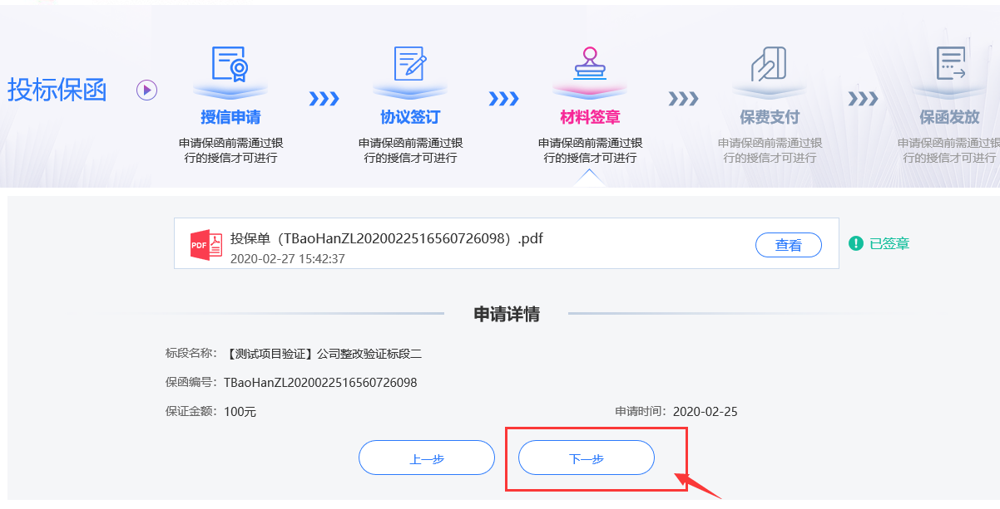 投标保函
授信申请
申请保函前需通过银
行的授信才可进行
协议签订
申请保函前需通过银
行的授信才可进行
材料签章
申请保函前需通过银
行的授信才可进行
保费支付
申请保函前需通过银
行的授信才可进行
保函发放
申请保函前需通过银
行的授信才可进行
PDF
投保单（TBaoHanZL2020022516560726098）.pdf
2020-02-27 15:42:37
查看
已签章
申请详情
标段名称： 【测试项目验证】公司整改验证标段二
保函编号： TBaoHanZL2020022516560726098
保证金额： 100元
申请时间： 2020-02-25
上一步
下一步